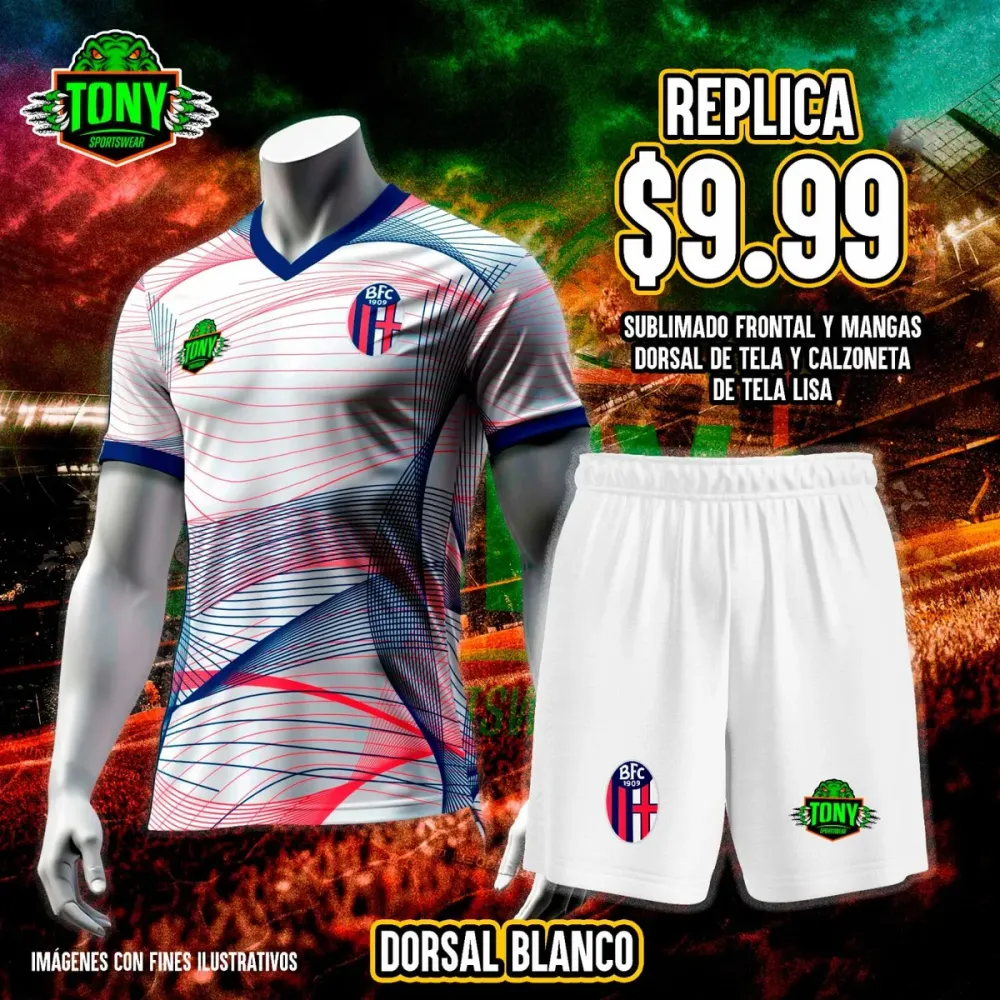 TONY
SPORTSWEAR
REPLICA
$9.99
SUBLIMADO FRONTAL Y MANGAS
DORSAL DE TELA Y CALZONETA
DE TELA LISA
BFC
1909
TONY
BFC
1909
TONY
SPORTSWEAR
IMÁGENES CON FINES ILUSTRATIVOS
DORSAL BLANCO